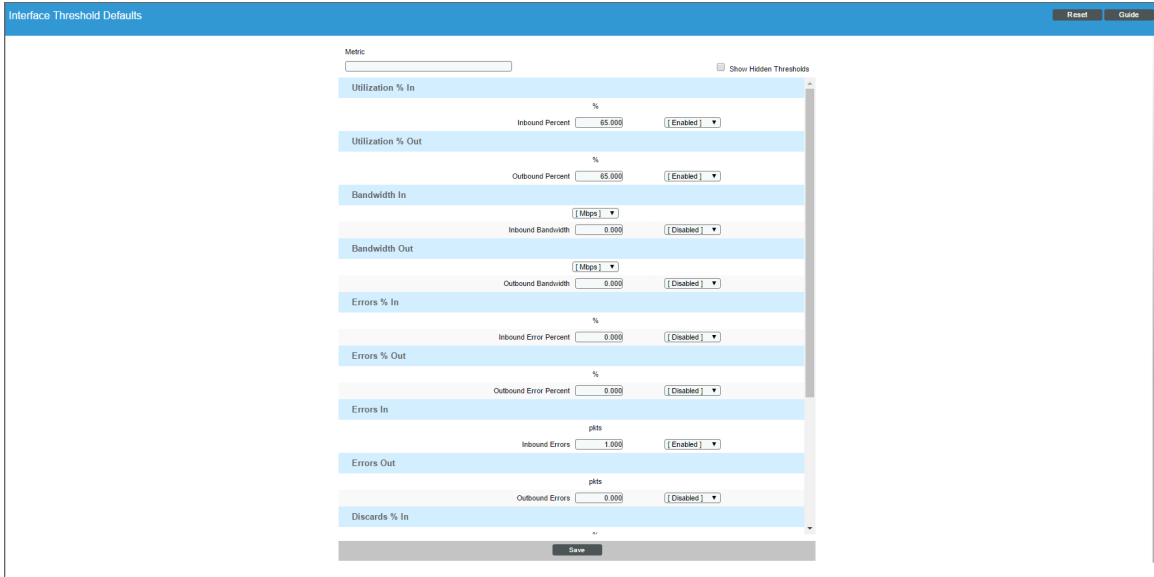 Interface Threshold Defaults Reset Guide
Metric
Show Hidden Thresholds
Utilization % In
%
Inbound Percent 65.000 [ Enabled ]
Utilization % Out
%
Outbound Percent 65.000 [ Enabled ]
Bandwidth In
[ Mbps ]
Inbound Bandwidth 0.000 [ Disabled ]
Bandwidth Out
[ Mbps ]
Outbound Bandwidth 0.000 [ Disabled ]
Errors % In
%
Inbound Error Percent 0.000 [ Disabled ]
Errors % Out
%
Outbound Error Percent 0.000 [ Disabled ]
Errors In
pkts
Inbound Errors 1.000 [ Enabled ]
Errors Out
pkts
Outbound Errors 0.000 [ Disabled ]
Discards % In
Save